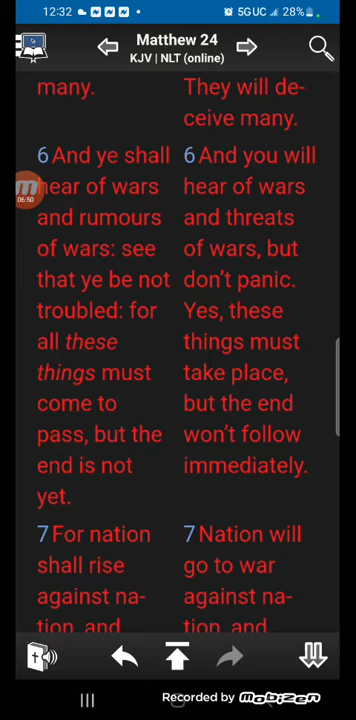 12:32 5GUC 28%
Matthew 24
KJV | NLT (online)
many.
6 And ye shall
hear of wars
and rumours
of wars: see
that ye be not
troubled: for
all these
things must
come to
pass, but the
end is not
yet.
7 For nation
shall rise
against na-
tion, and
They will de-
ceive many.
6 And you will
hear of wars
and threats
of wars, but
don't panic.
Yes, these
things must
take place,
but the end
won't follow
immediately.
7 Nation will
go to war
against na-
tion, and
06:50
Recorded by mobizen